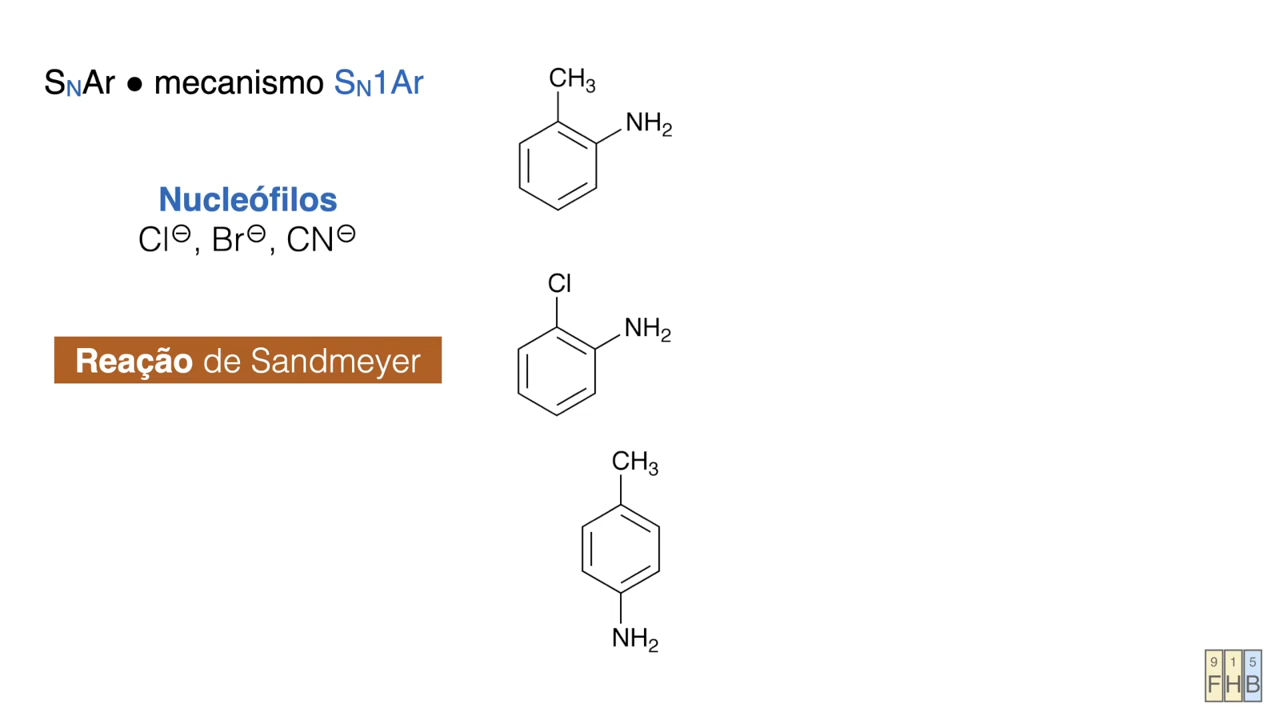 SNAr ● mecanismo SN1Ar
Nucleófilos
Cl⊖, Br⊖, CN⊖
Reação de Sandmeyer
CH3
NH2
Cl
NH2
CH3
NH2
9 1 5
F H B